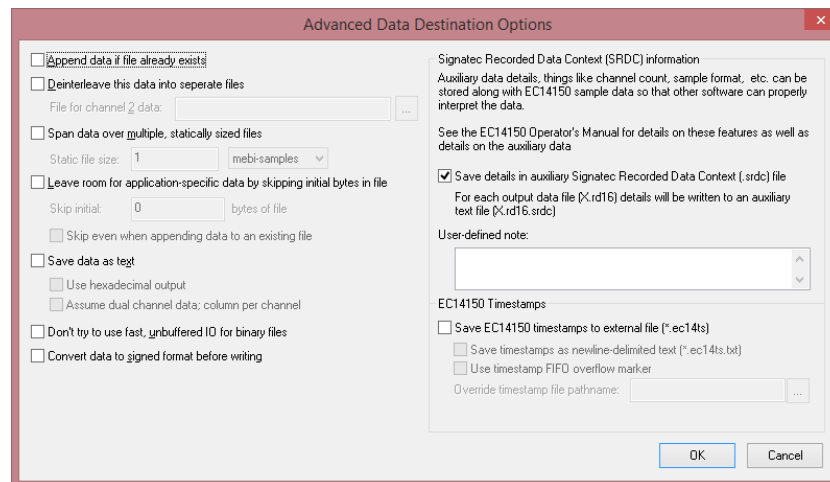 Advanced Data Destination Options
Append data if file already exists
Deinterleave this data into seperate files
File for channel 2 data:
...
Span data over multiple, statically sized files
Static file size:
1
mebi-samples
Leave room for application-specific data by skipping initial bytes in file
Skip initial:
0
bytes of file
Skip even when appending data to an existing file
Save data as text
Use hexadecimal output
Assume dual channel data; column per channel
Don't try to use fast, unbuffered IO for binary files
Convert data to signed format before writing
Signatec Recorded Data Context (SRDC) information
Auxiliary data details, things like channel count, sample format, etc. can be
stored along with EC14150 sample data so that other software can properly
interpret the data.
See the EC14150 Operator's Manual for details on these features as well as
details on the auxiliary data
Save details in auxiliary Signatec Recorded Data Context (.srdc) file
For each output data file (X.rd16) details will be written to an auxiliary
text file (X.rd16.srdc)
User-defined note:
EC14150 Timestamps
Save EC14150 timestamps to external file (*.ec14ts)
Save timestamps as newline-delimited text (*.ec14ts.txt)
Use timestamp FIFO overflow marker
Override timestamp file pathname:
...
OK
Cancel